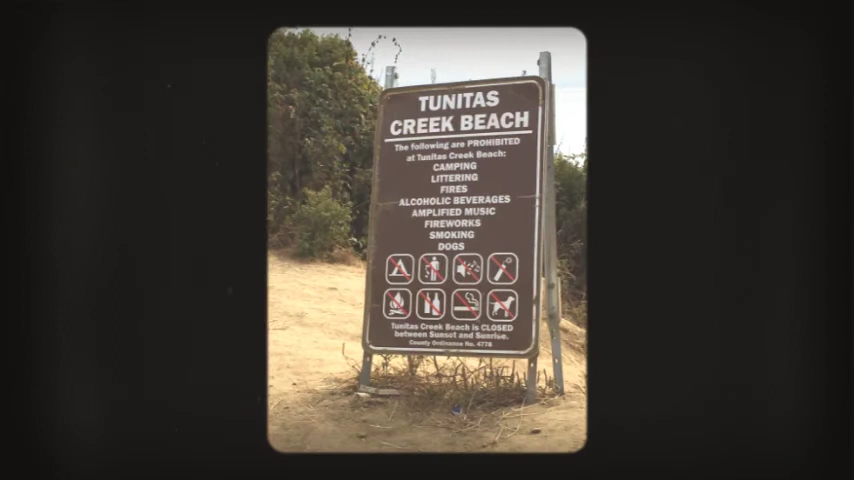 TUNITAS
CREEK BEACH
The following are PROHIBITED
at Tunitas Creek Beach:
CAMPING
LITTERING
FIRES
ALCOHOLIC BEVERAGES
AMPLIFIED MUSIC
FIREWORKS
SMOKING
DOGS
Tunitas Creek Beach is CLOSED
between Sunset and Sunrise.
County Ordinance No. 4778